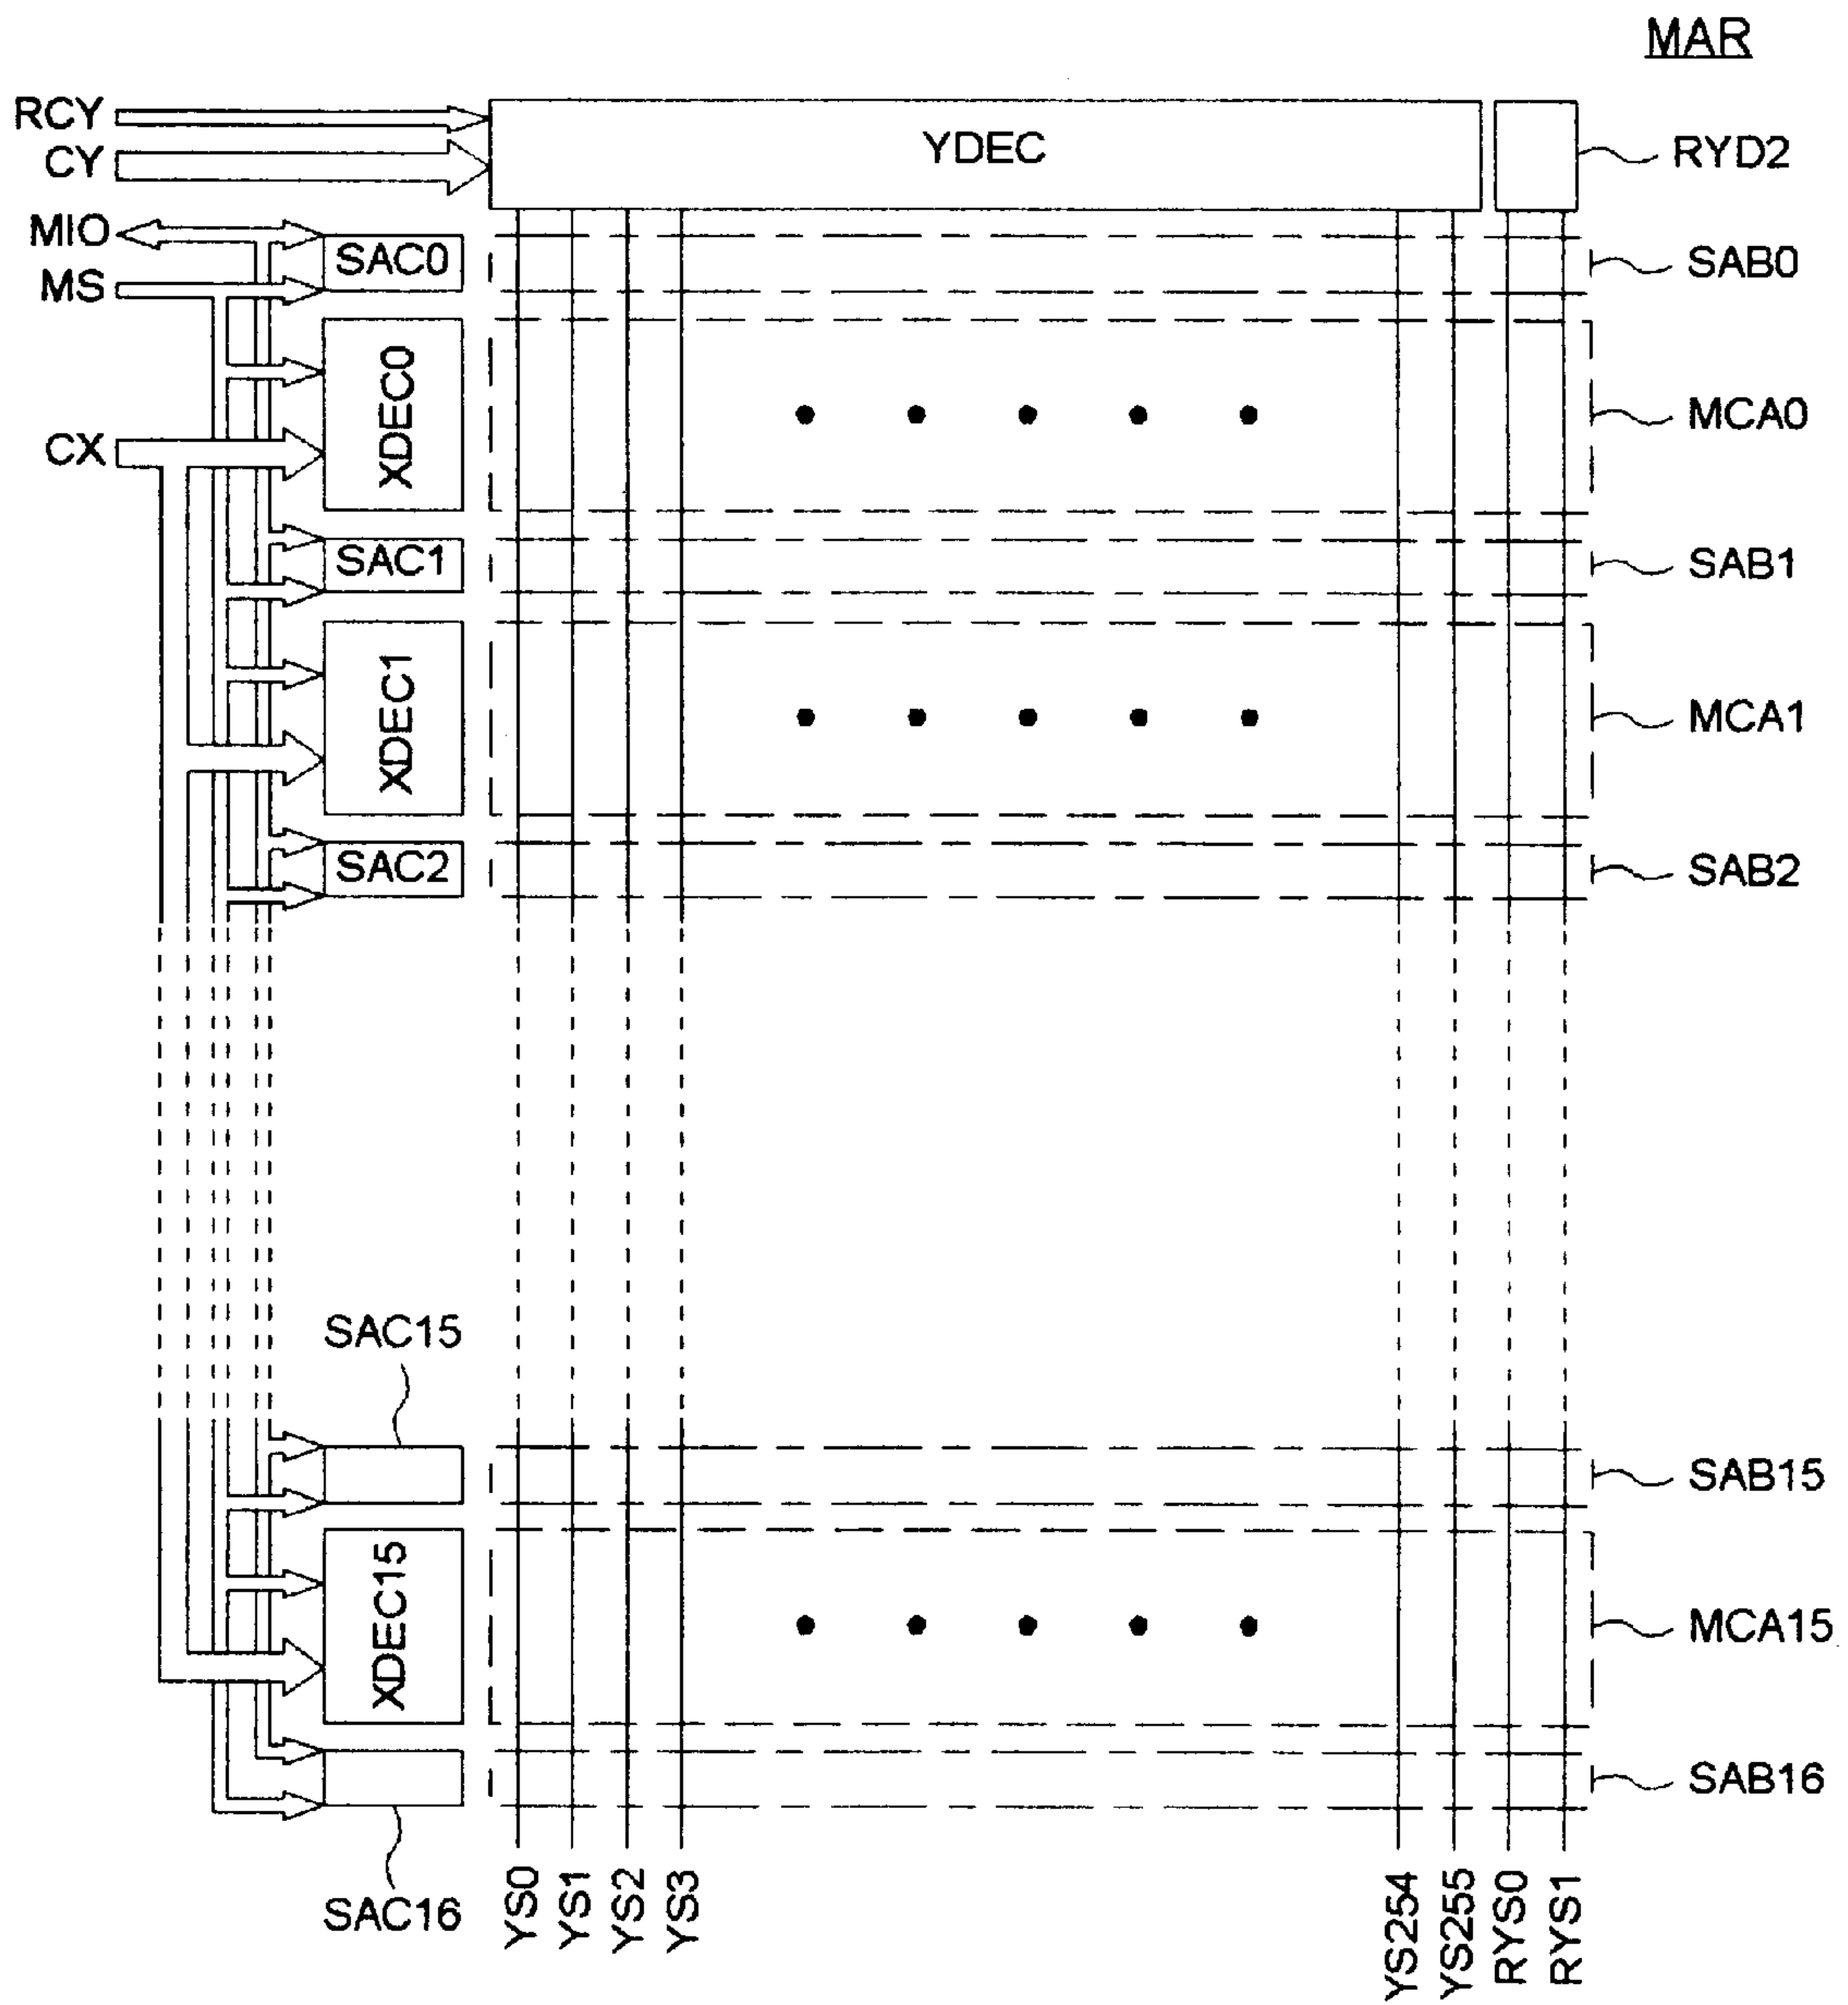 MAR
RCY
YDEC
RYD2
CY
MIO
SAC0
SAB0
MS
XDEC0
MCA0
CX
SAC1
SAB1
XDEC1
MCA1
SAC2
SAB2
SAC15
SAB15
XDEC15
MCA15
SAB16
SAC16
YS0
YS1
YS2
YS3
YS254
YS255
RYS0
RYS1